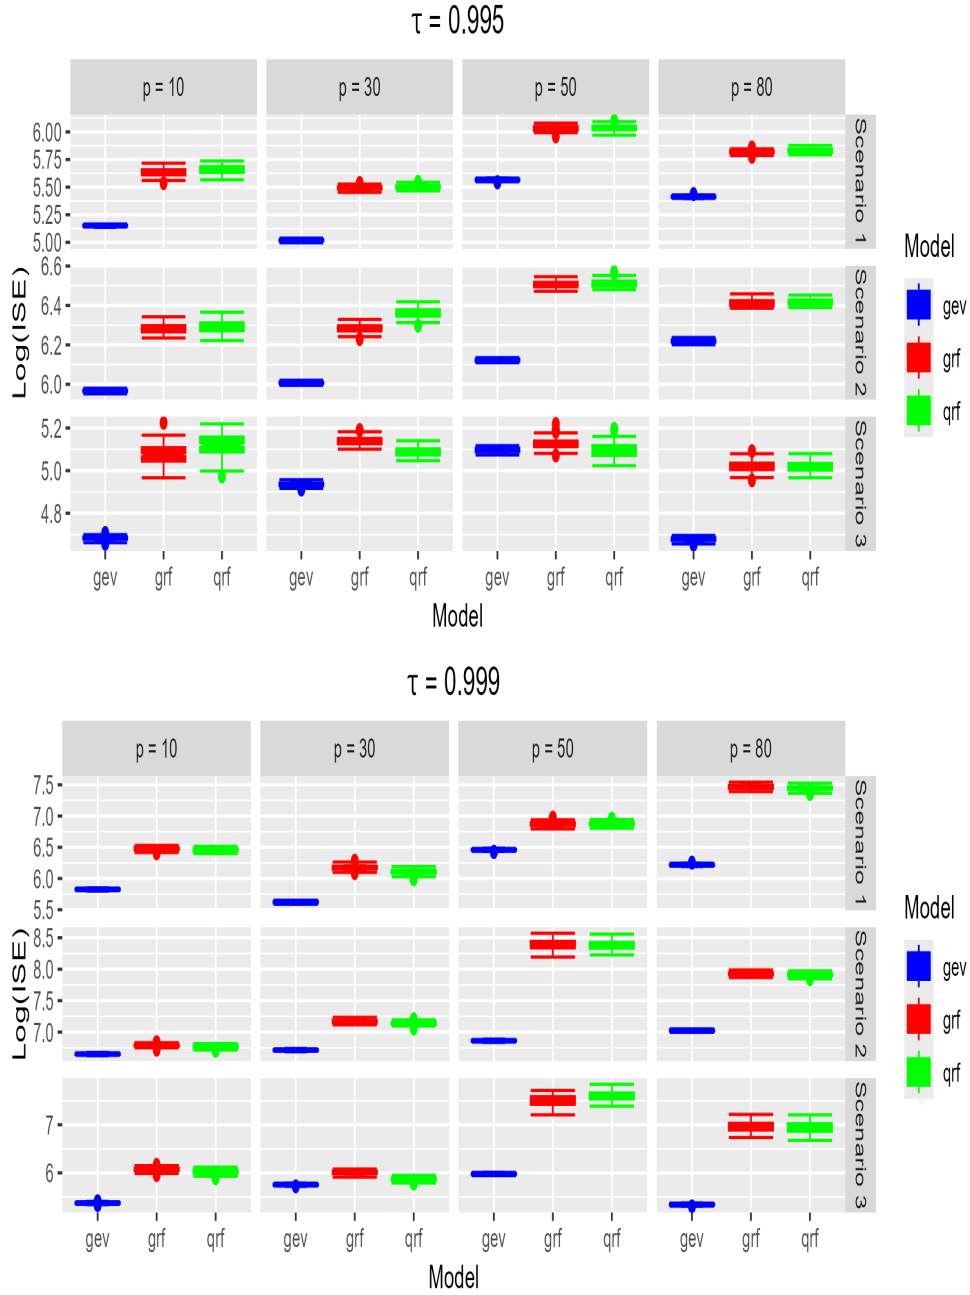 τ = 0.995
p = 10
p = 30
p = 50
p = 80
6.00
5.75
5.50
5.25
5.00
Scenario 1
6.6
6.4
6.2
6.0
Scenario 2
5.2
5.0
4.8
Scenario 3
Log(ISE)
gev
grf
qrf
gev
grf
qrf
gev
grf
qrf
gev
grf
qrf
Model
Model
gev
grf
qrf
τ = 0.999
p = 10
p = 30
p = 50
p = 80
7.5
7.0
6.5
6.0
5.5
Scenario 1
8.5
8.0
7.5
7.0
Scenario 2
7
6
Scenario 3
Log(ISE)
gev
grf
qrf
gev
grf
qrf
gev
grf
qrf
gev
grf
qrf
Model
Model
gev
grf
qrf